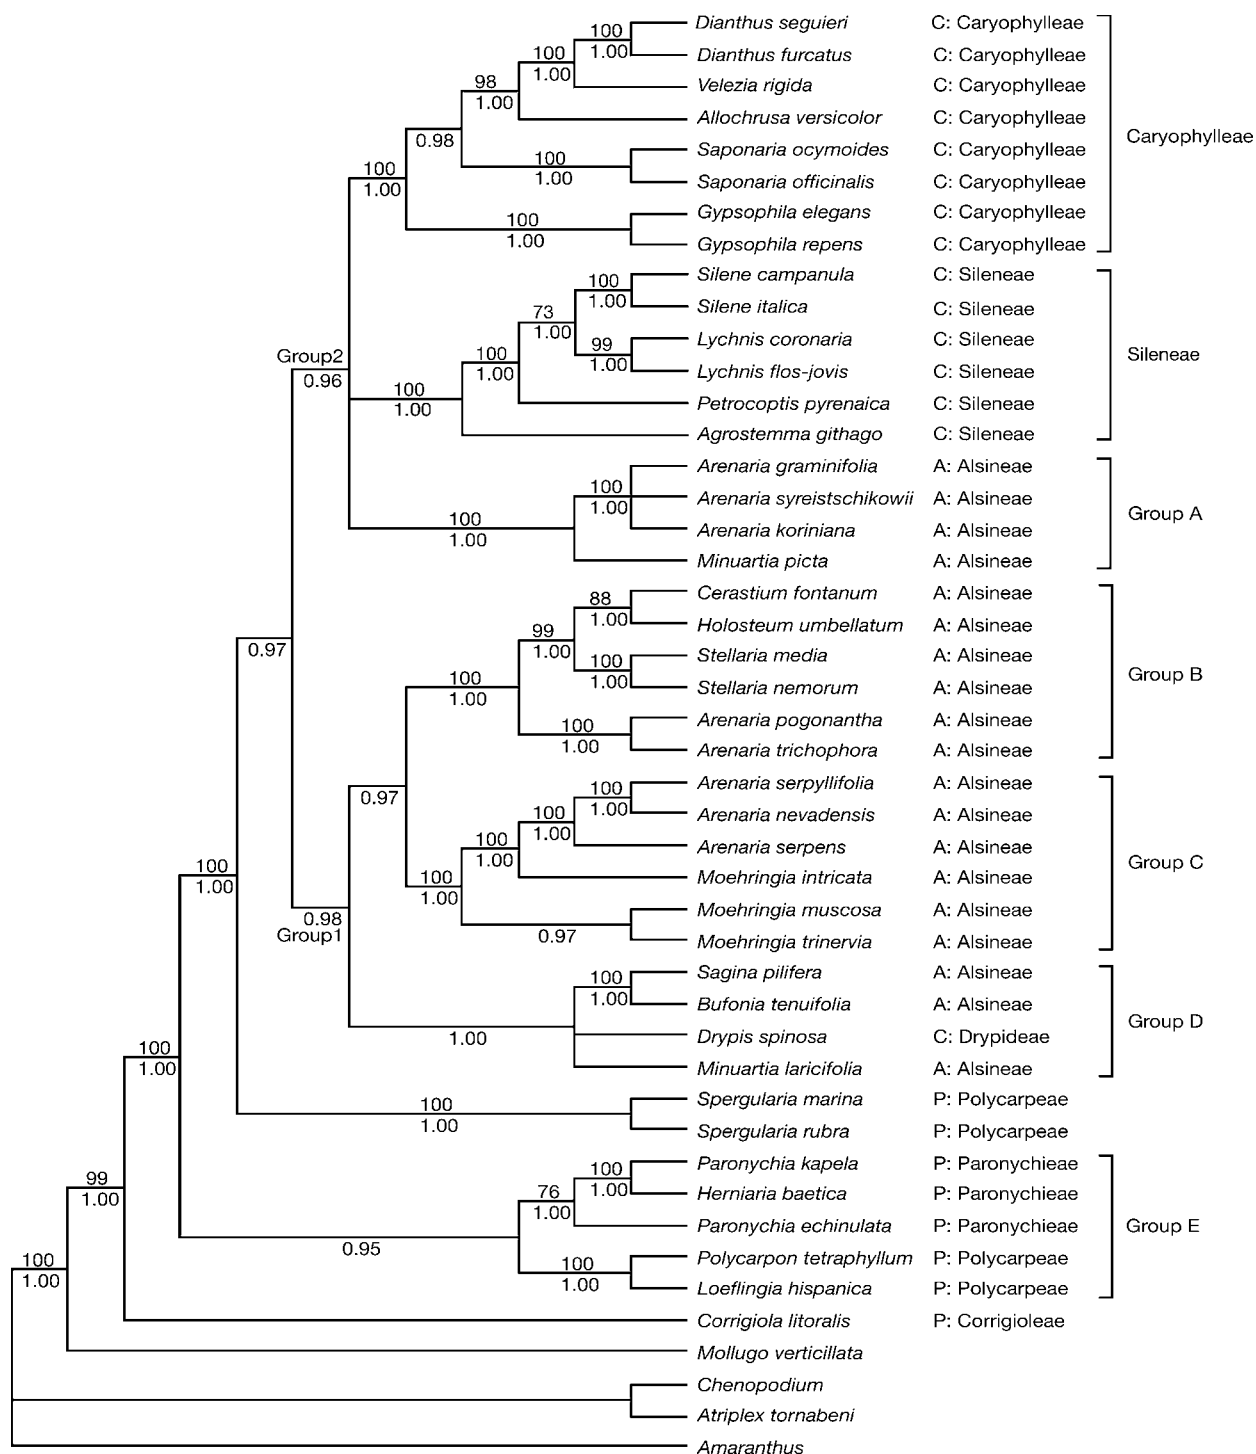 Dianthus seguieri C: Caryophylleae
100
1.00
Dianthus furcatus C: Caryophylleae
100
1.00
Velezia rigida C: Caryophylleae
98
1.00
Allochrusa versicolor C: Caryophylleae
Caryophylleae
0.98
Saponaria ocymoides C: Caryophylleae
100
1.00
Saponaria officinalis C: Caryophylleae
100
1.00
Gypsophila elegans C: Caryophylleae
100
1.00
Gypsophila repens C: Caryophylleae
Silene campanula C: Sileneae
100
1.00
Silene italica C: Sileneae
73
1.00
Lychnis coronaria C: Sileneae
99
1.00
Sileneae
Group2
0.96
100
1.00
Lychnis flos-jovis C: Sileneae
100
1.00
Petrocoptis pyrenaica C: Sileneae
Agrostemma githago C: Sileneae
Arenaria graminifolia A: Alsineae
100
1.00
Arenaria syreistschikowii A: Alsineae
Group A
100
1.00
Arenaria koriniana A: Alsineae
Minuartia picta A: Alsineae
Cerastium fontanum A: Alsineae
88
1.00
Holosteum umbellatum A: Alsineae
99
1.00
0.97
Stellaria media A: Alsineae
100
1.00
Group B
100
1.00
Stellaria nemorum A: Alsineae
Arenaria pogonantha A: Alsineae
100
1.00
Arenaria trichophora A: Alsineae
Arenaria serpyllifolia A: Alsineae
100
1.00
0.97
Arenaria nevadensis A: Alsineae
100
1.00
Arenaria serpens A: Alsineae
100
1.00
Group C
Moehringia intricata A: Alsineae
100
1.00
100
1.00
Moehringia muscosa A: Alsineae
0.98
Group1
0.97
Moehringia trinervia A: Alsineae
Sagina pilifera A: Alsineae
100
1.00
Bufonia tenuifolia A: Alsineae
Group D
1.00
Drypis spinosa C: Drypideae
100
1.00
Minuartia laricifolia A: Alsineae
Spergularia marina P: Polycarpeae
100
1.00
Spergularia rubra P: Polycarpeae
Paronychia kapela P: Paronychieae
100
1.00
99
1.00
Herniaria baetica P: Paronychieae
76
1.00
Paronychia echinulata P: Paronychieae
Group E
0.95
Polycarpon tetraphyllum P: Polycarpeae
100
1.00
100
1.00
Loeflingia hispanica P: Polycarpeae
Corrigiola litoralis P: Corrigioleae
Mollugo verticillata
Chenopodium
Atriplex tornabeni
Amaranthus